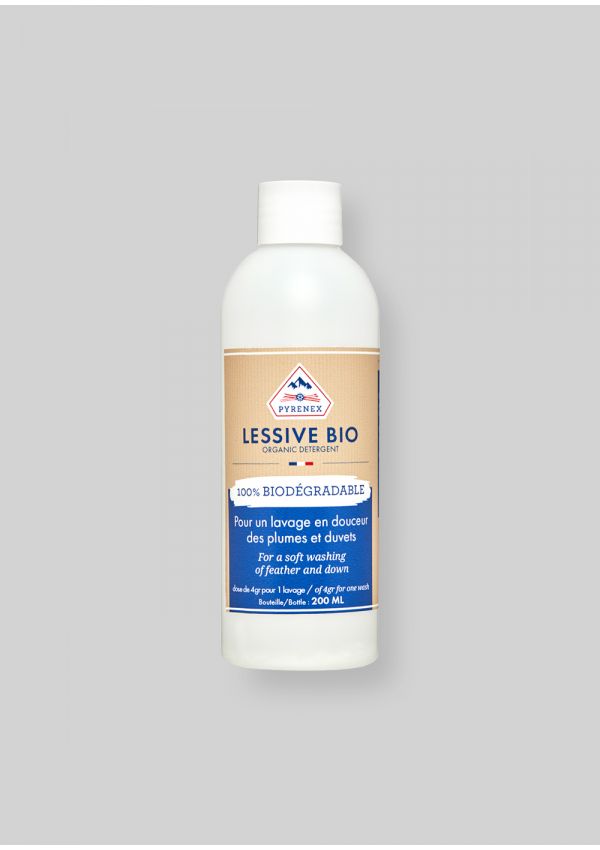 PYRENEX
LESSIVE BIO
ORGANIC DETERGENT
100% BIODÉGRADABLE
Pour un lavage en douceur
des plumes et duvets
For a soft washing
of feather and down
dose de 4gr pour 1 lavage / of 4gr for one wash
Bouteille/Bottle : 200 ML